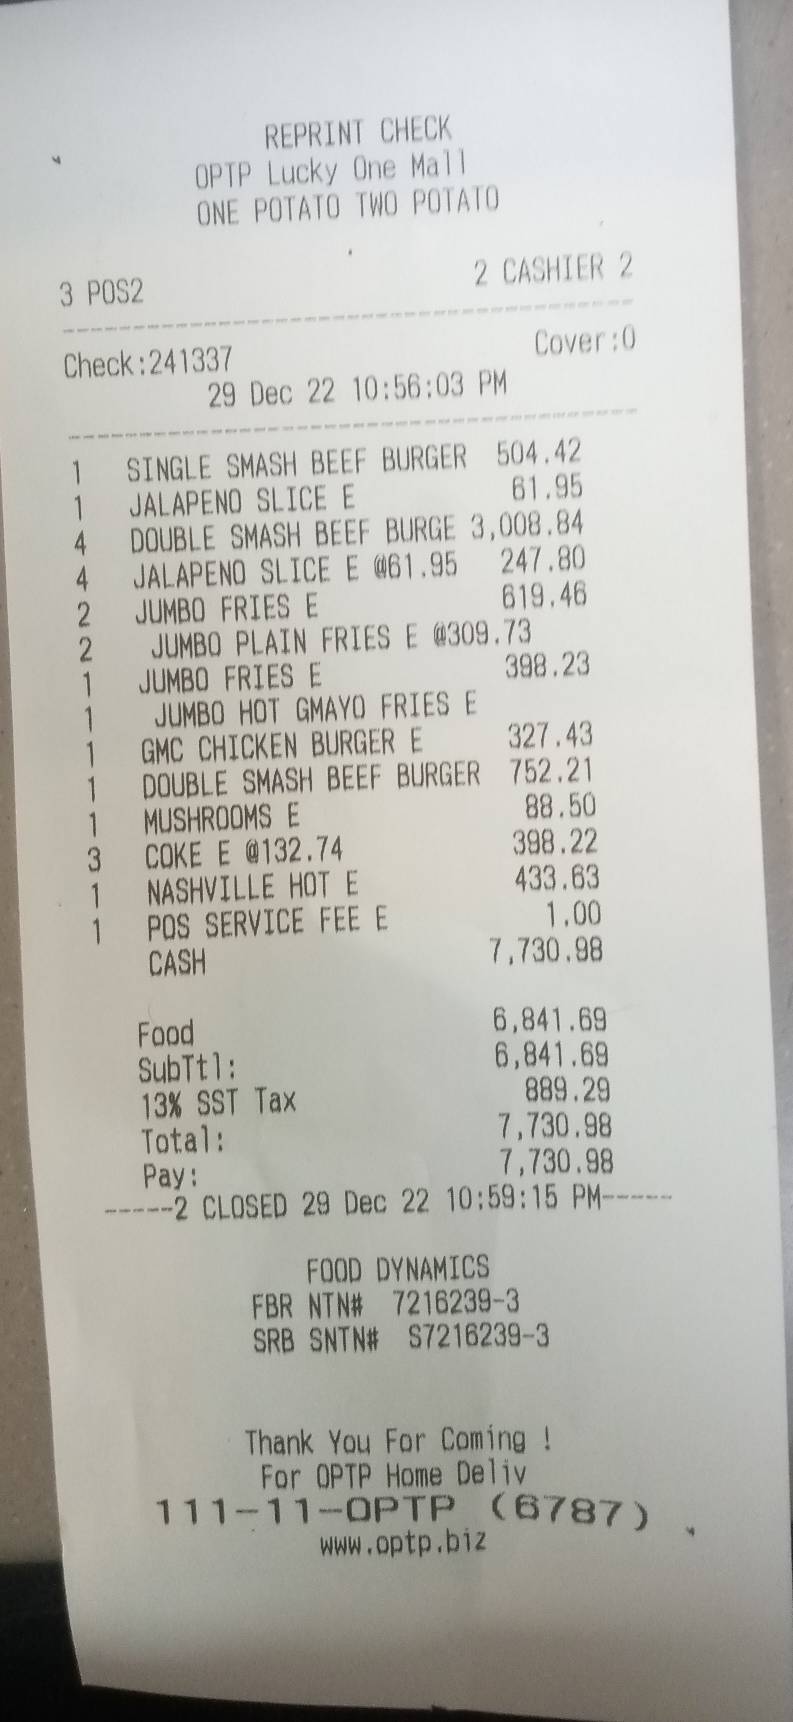 REPRINT CHECK
OPTP Lucky One Mall
ONE POTATO TWO POTATO
3 POS2 2 CASHIER 2
Check:241337 Cover:0
29 Dec 22 10:56:03 PM
1 SINGLE SMASH BEEF BURGER 504.42
1 JALAPENO SLICE E 61.95
4 DOUBLE SMASH BEEF BURGE 3,008.84
4 JALAPENO SLICE E @61.95 247.80
2 JUMBO FRIES E 619.46
2 JUMBO PLAIN FRIES E @309.73
1 JUMBO FRIES E 398.23
1 JUMBO HOT GMAYO FRIES E
1 GMC CHICKEN BURGER E 327.43
1 DOUBLE SMASH BEEF BURGER 752.21
1 MUSHROOMS E 88.50
3 COKE E @132.74 398.22
1 NASHVILLE HOT E 433.63
1 POS SERVICE FEE E 1.00
CASH 7,730.98
Food 6,841.69
SubTtl: 6,841.69
13% SST Tax 889.29
Total: 7,730.98
Pay: 7,730.98
-----2 CLOSED 29 Dec 22 10:59:15 PM-----
FOOD DYNAMICS
FBR NTN# 7216239-3
SRB SNTN# S7216239-3
Thank You For Coming !
For OPTP Home Deliv
111-11-OPTP (6787)
www.optp.biz